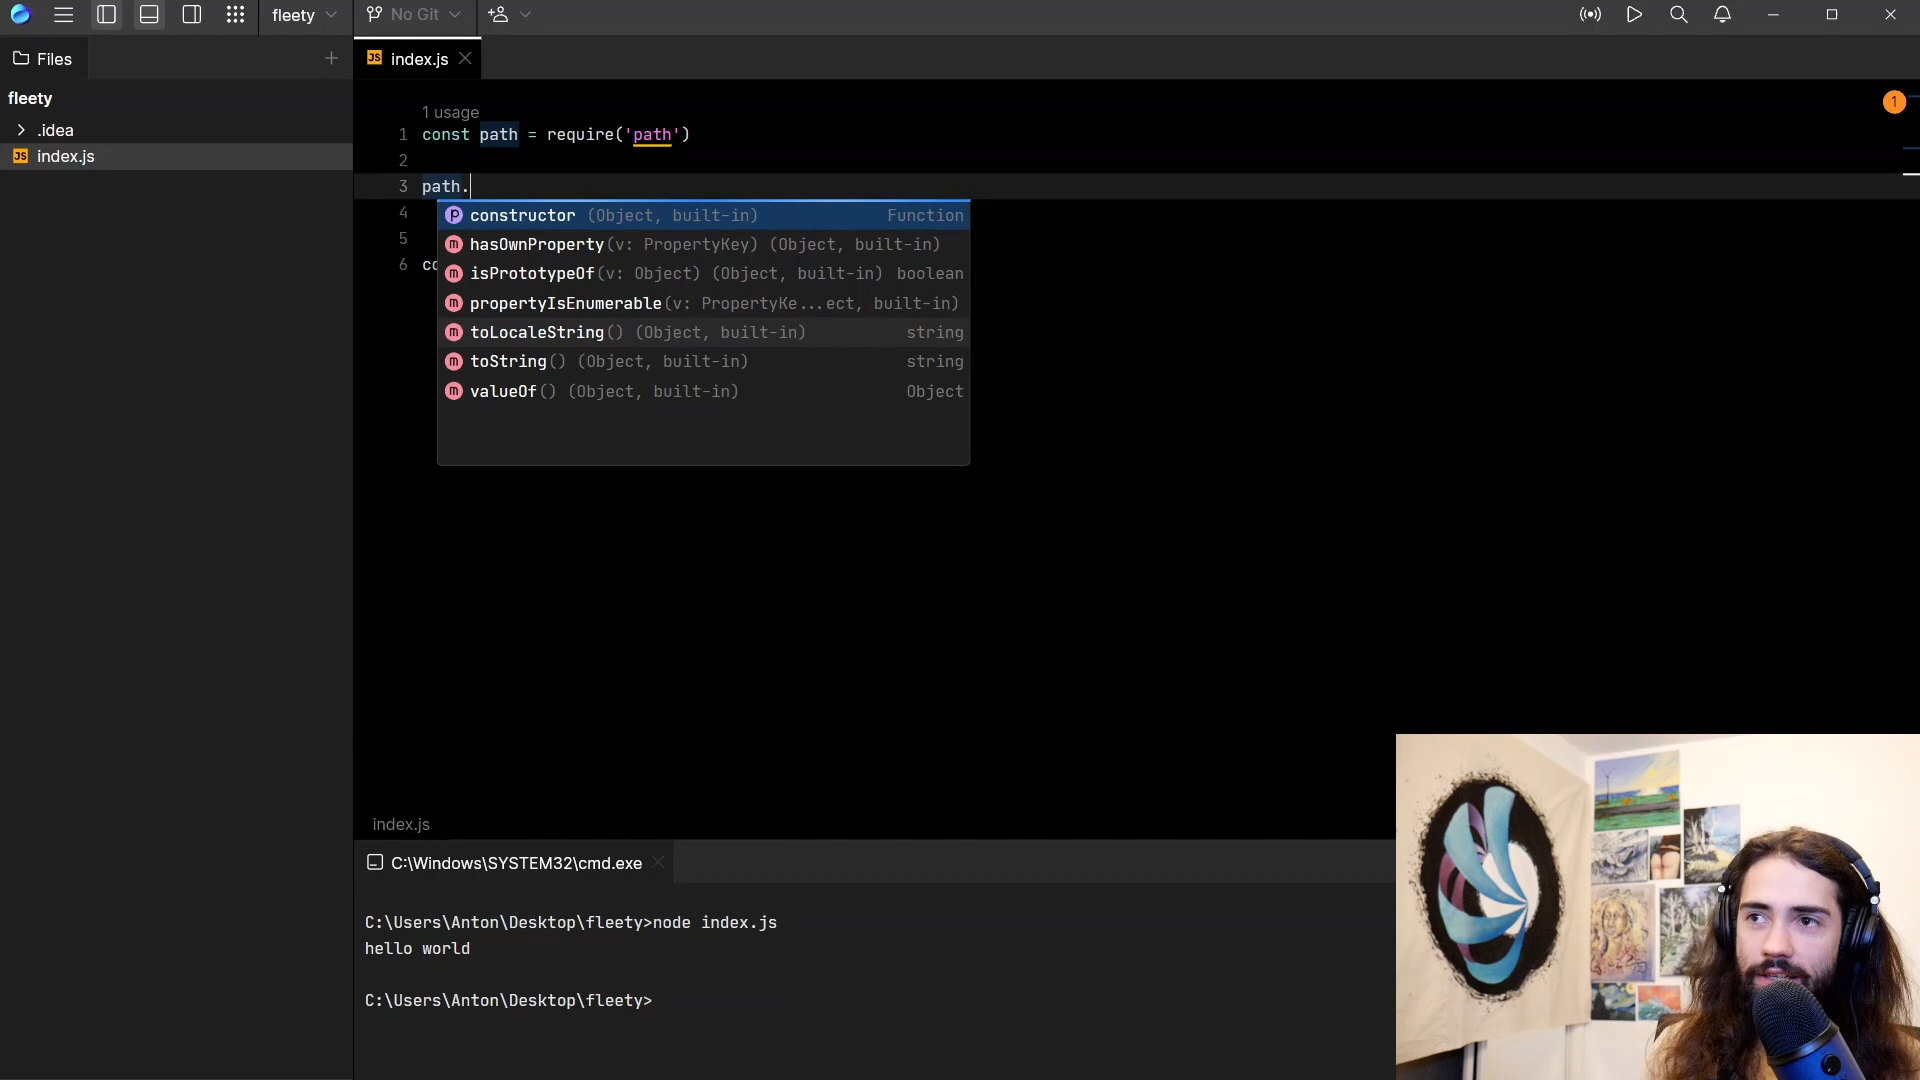 fleety
No Git
Files
index.js
fleety
.idea
index.js
1
1 usage
1 const path = require('path')
2
3 path.
4
5
6 co
constructor (Object, built-in) Function
hasOwnProperty(v: PropertyKey) (Object, built-in)
isPrototypeOf(v: Object) (Object, built-in) boolean
propertyIsEnumerable(v: PropertyKe...ect, built-in)
toLocaleString() (Object, built-in) string
toString() (Object, built-in) string
valueOf() (Object, built-in) Object
index.js
C:\Windows\SYSTEM32\cmd.exe
C:\Users\Anton\Desktop\fleety>node index.js
hello world
C:\Users\Anton\Desktop\fleety>